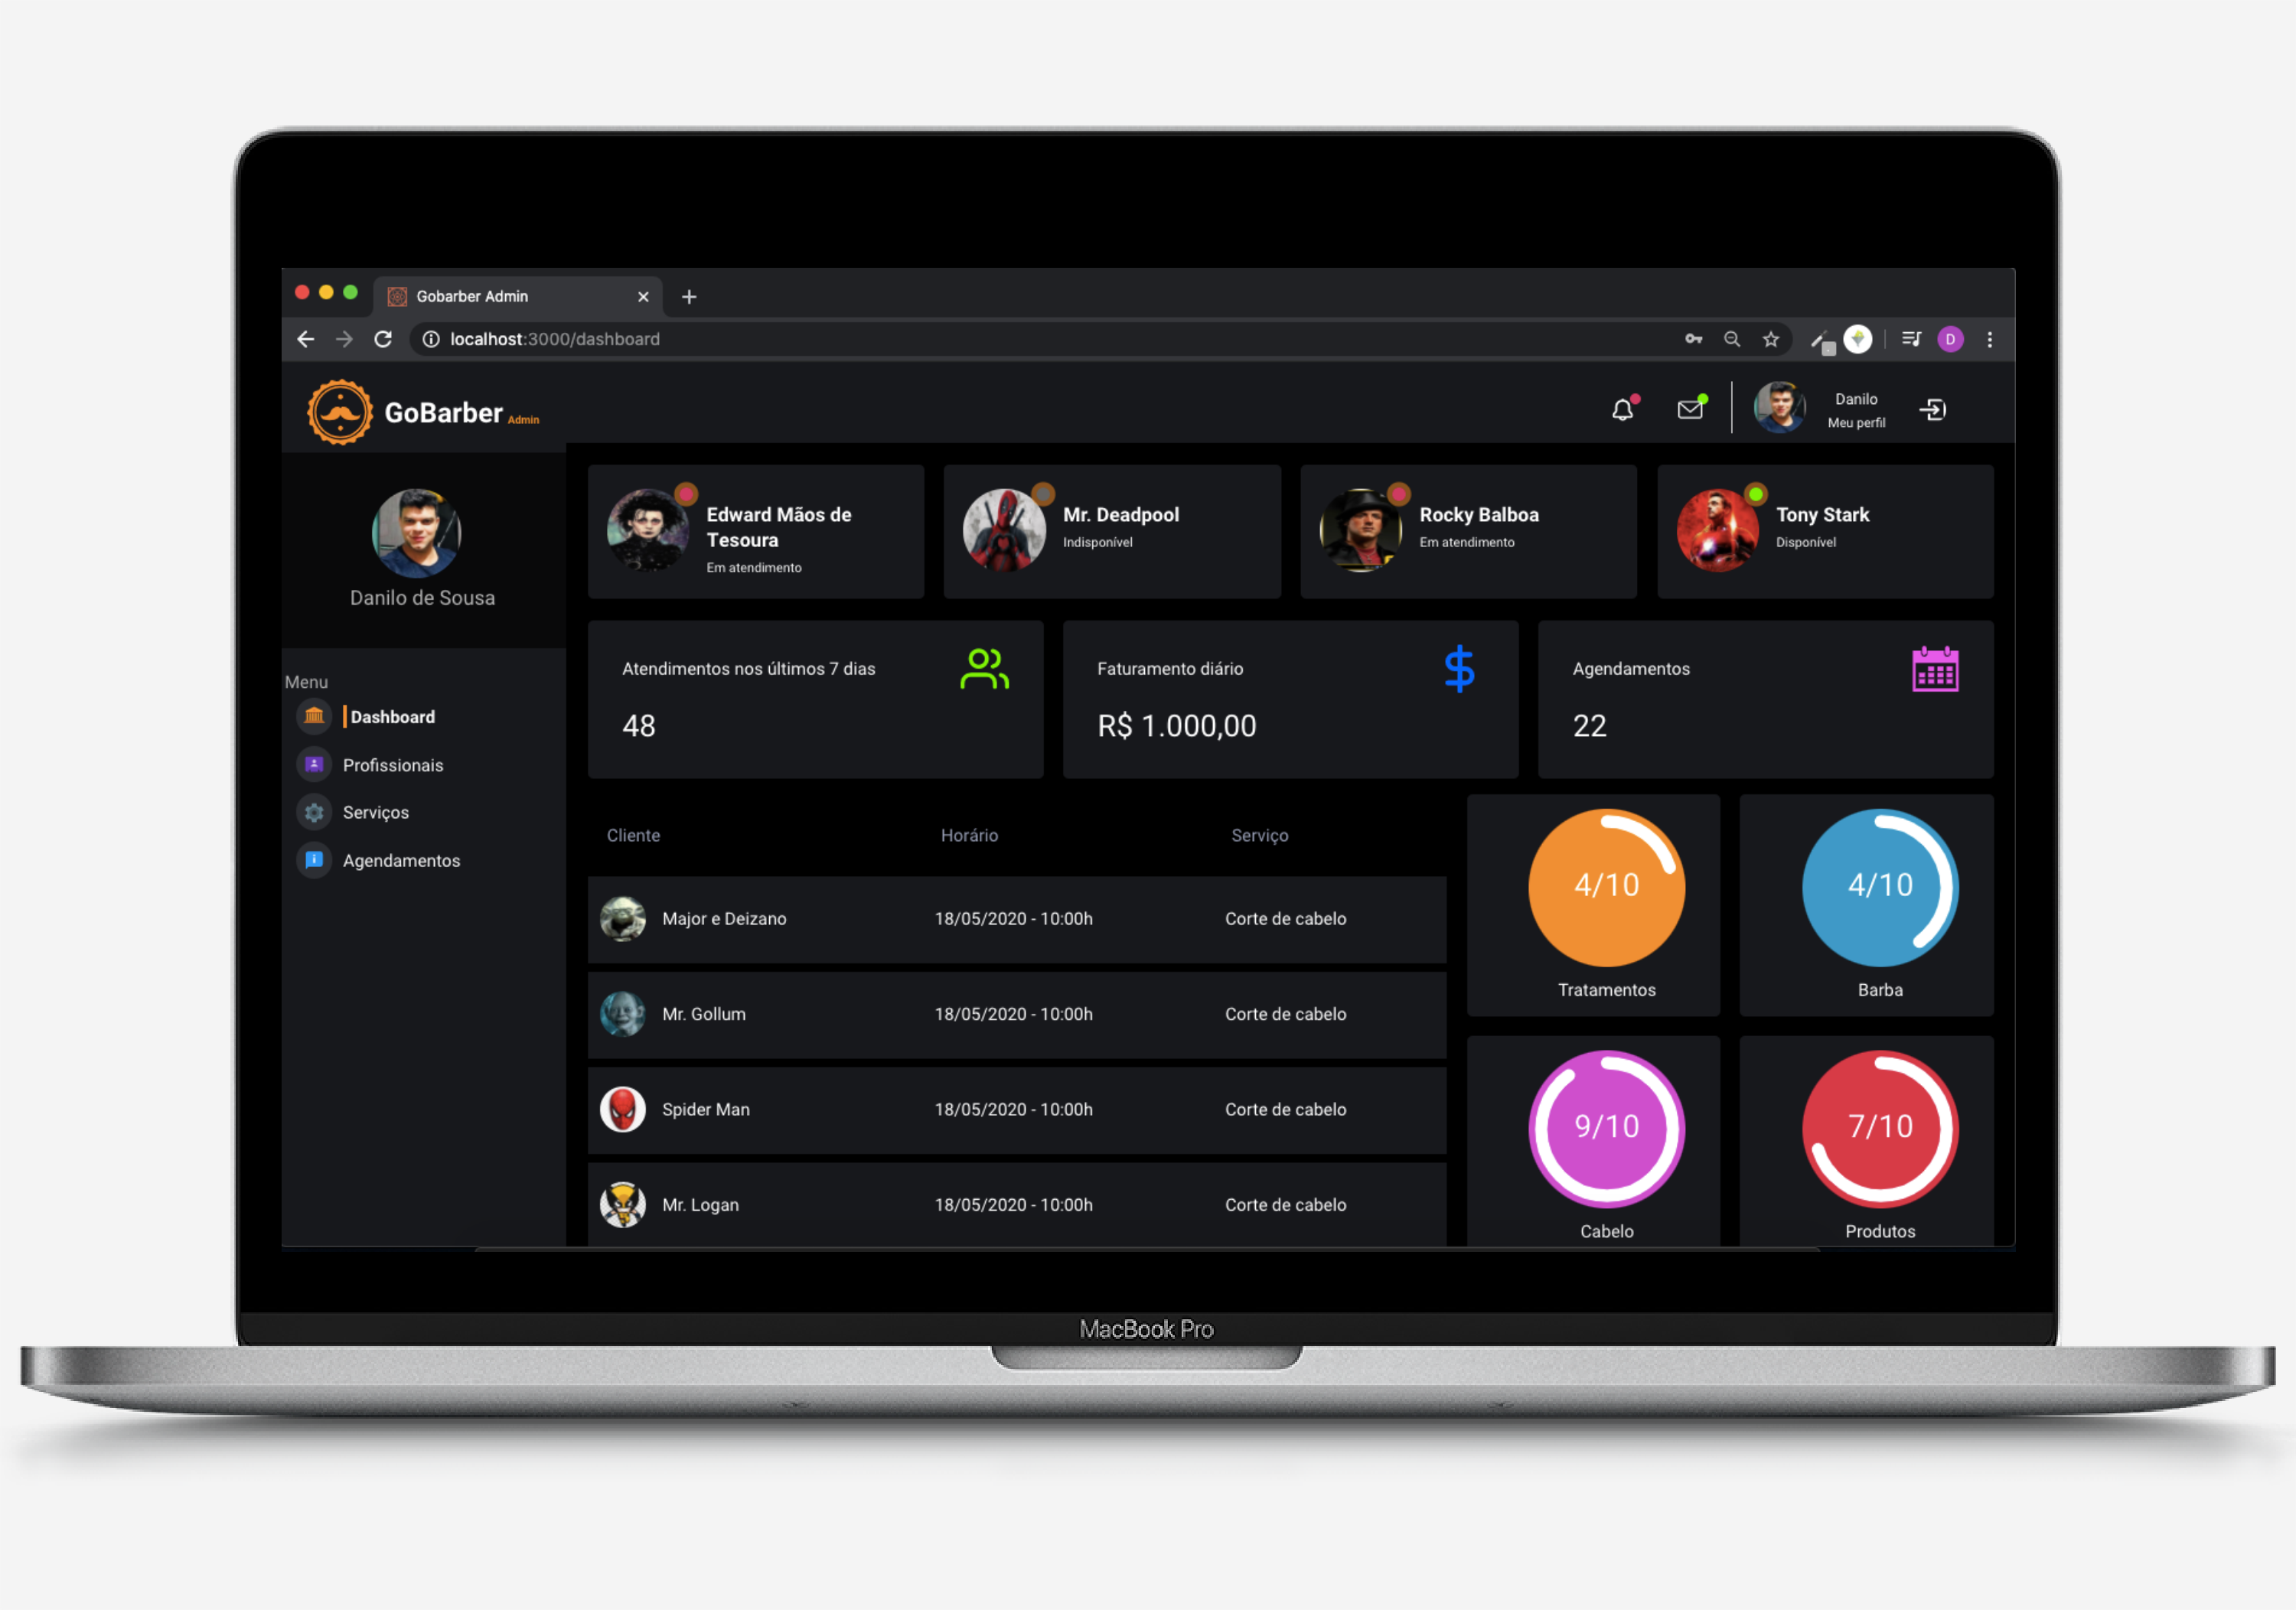 Gobarber Admin
localhost:3000/dashboard
D
GoBarber Admin
Danilo
Meu perfil
Danilo de Sousa
Menu
Dashboard
Profissionais
Serviços
Agendamentos
Edward Mãos de
Tesoura
Em atendimento
Mr. Deadpool
Indisponível
Rocky Balboa
Em atendimento
Tony Stark
Disponível
Atendimentos nos últimos 7 dias
48
Faturamento diário
R$ 1.000,00
Agendamentos
22
Cliente Horário Serviço
Major e Deizano 18/05/2020 - 10:00h Corte de cabelo
Mr. Gollum 18/05/2020 - 10:00h Corte de cabelo
Spider Man 18/05/2020 - 10:00h Corte de cabelo
Mr. Logan 18/05/2020 - 10:00h Corte de cabelo
4/10
Tratamentos
4/10
Barba
9/10
Cabelo
7/10
Produtos
MacBook Pro